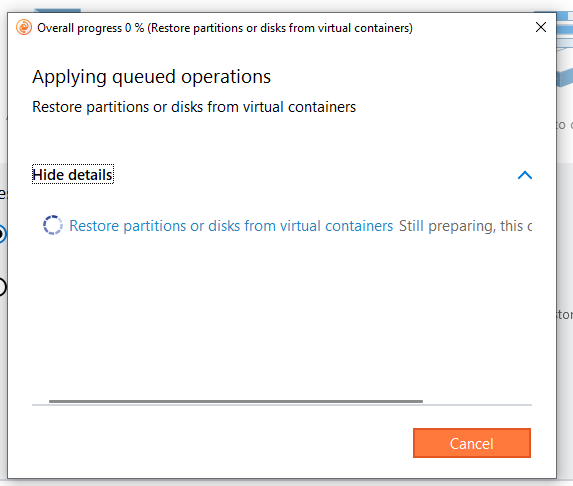 Overall progress 0 % (Restore partitions or disks from virtual containers)
Applying queued operations
Restore partitions or disks from virtual containers
Hide details
Restore partitions or disks from virtual containers Still preparing, this
Cancel